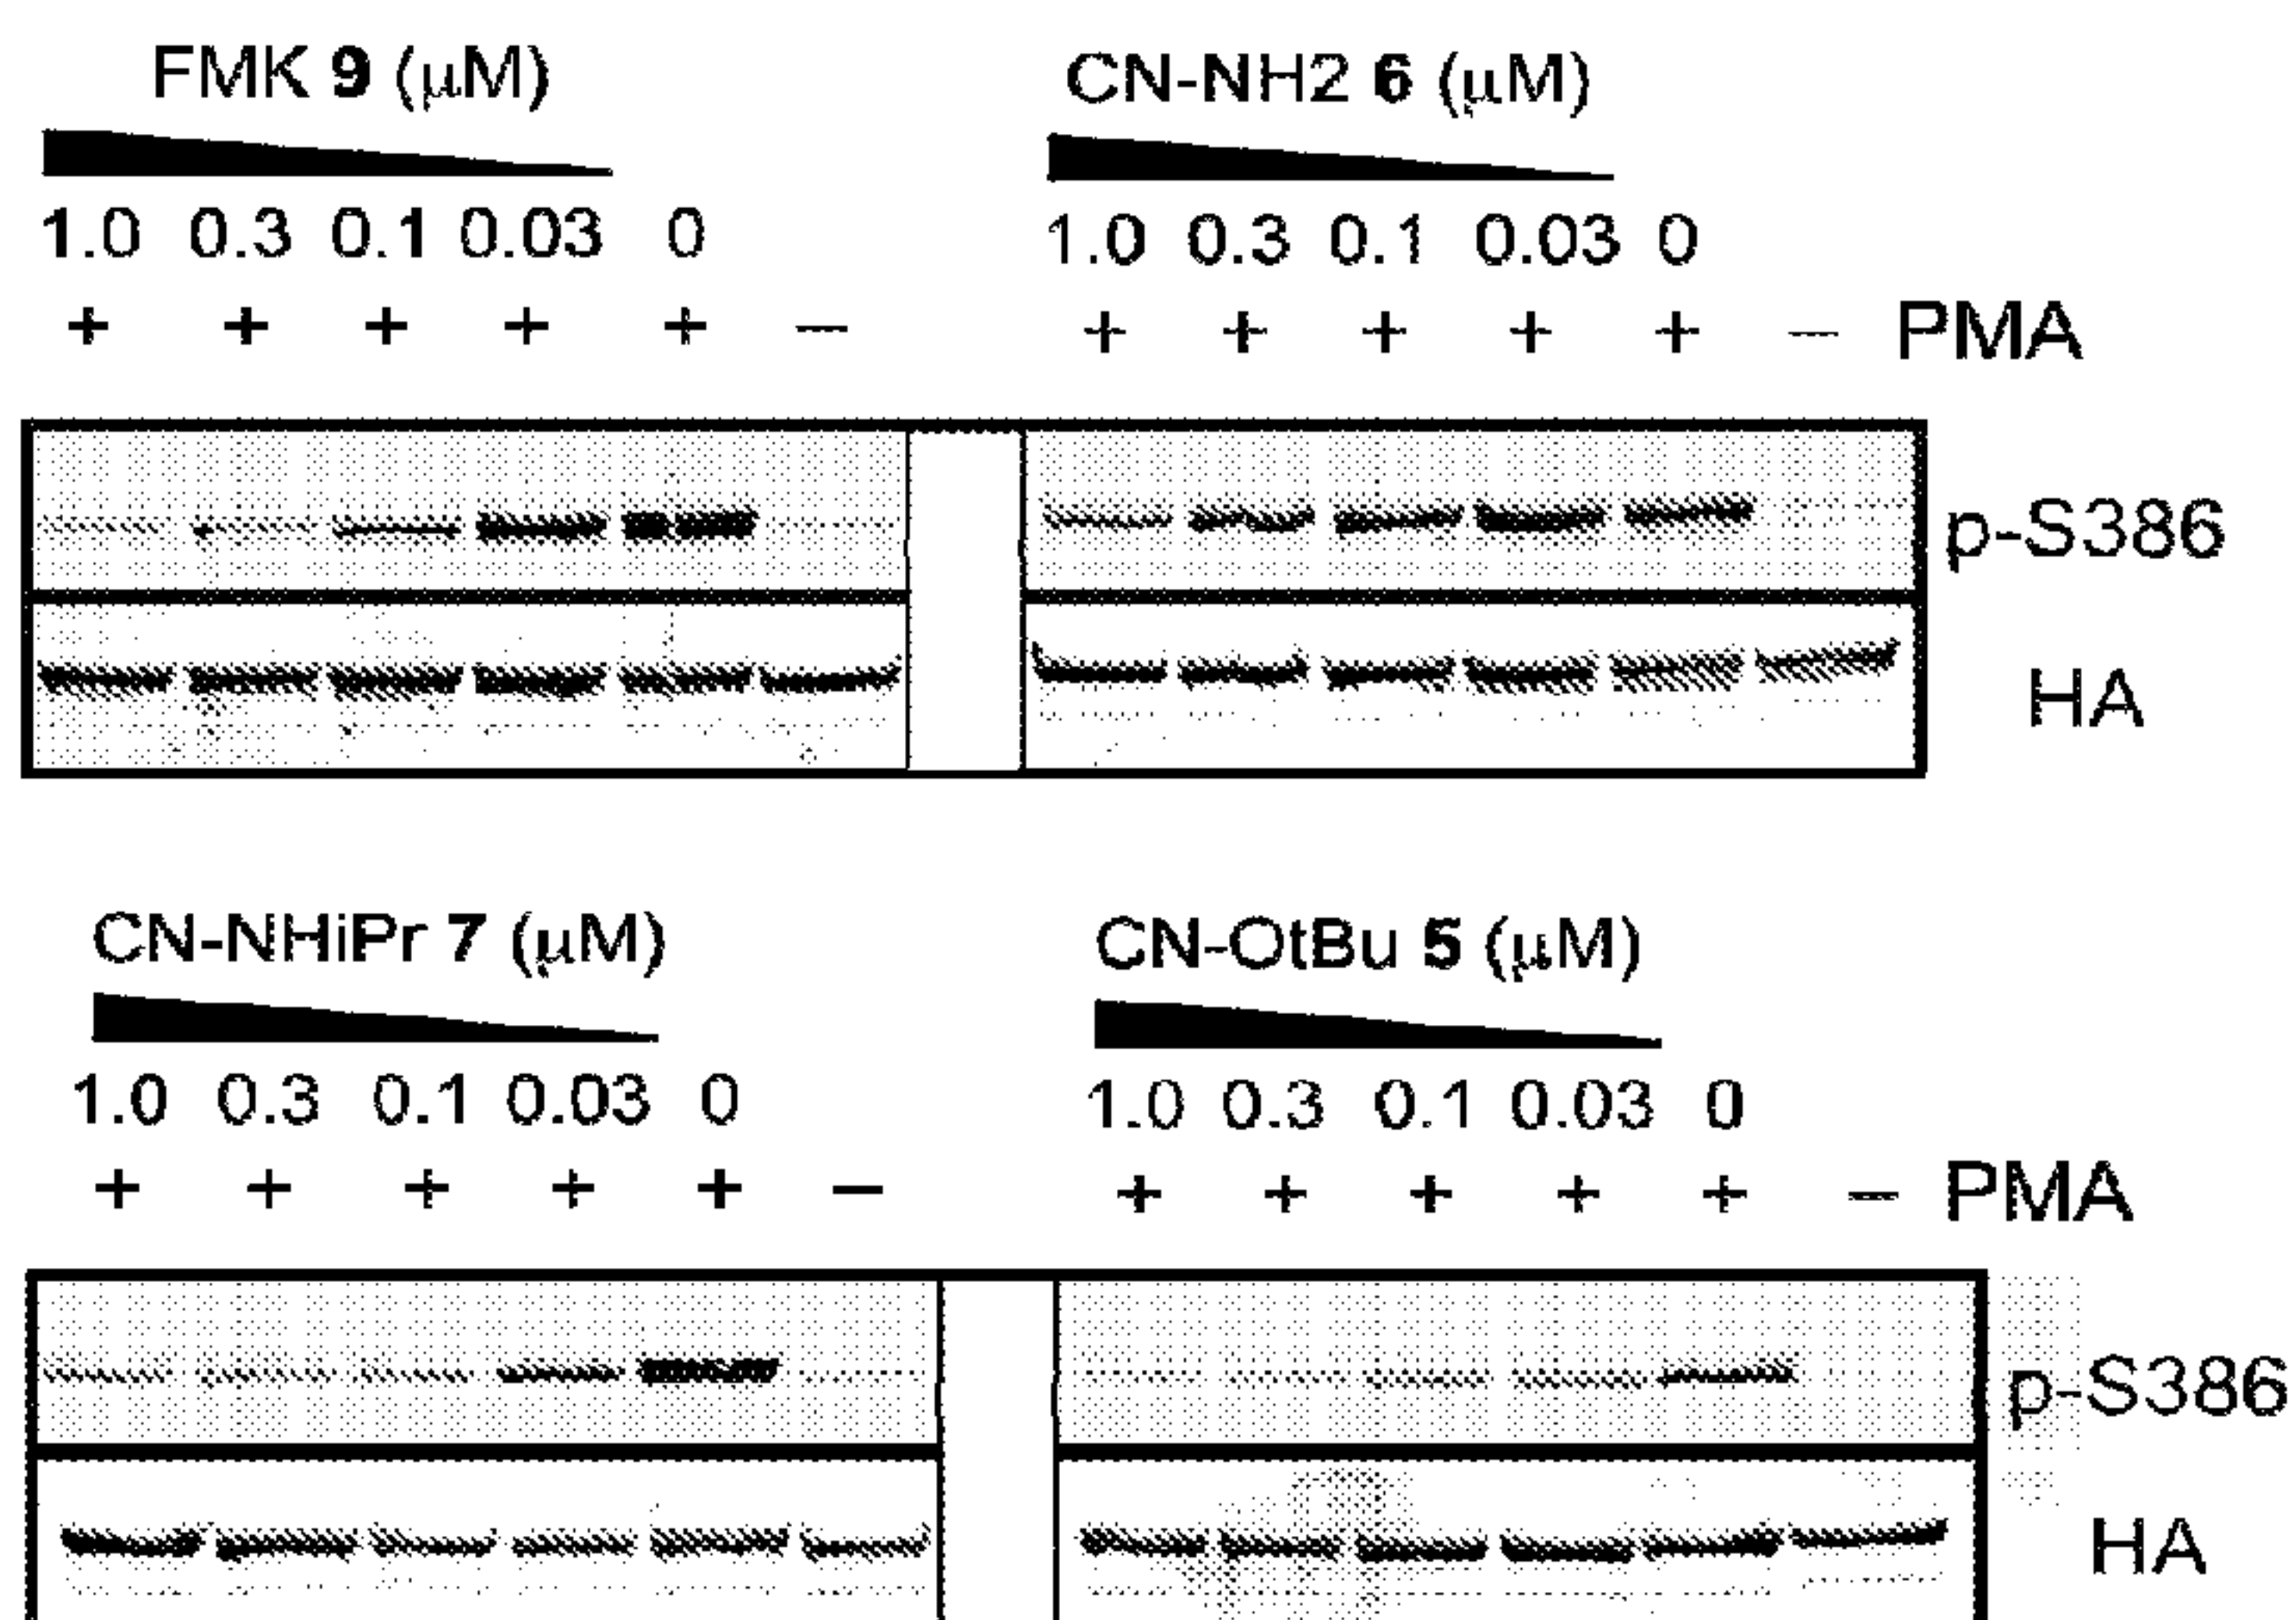 FMK 9 (μM) CN-NH2 6 (μM)
1.0 0.3 0.1 0.03 0 1.0 0.3 0.1 0.03 0
+ + + + + – + + + + + – PMA
p-S386
HA
CN-NHiPr 7 (μM) CN-OtBu 5 (μM)
1.0 0.3 0.1 0.03 0 1.0 0.3 0.1 0.03 0
+ + + + + – + + + + + – PMA
p-S386
HA